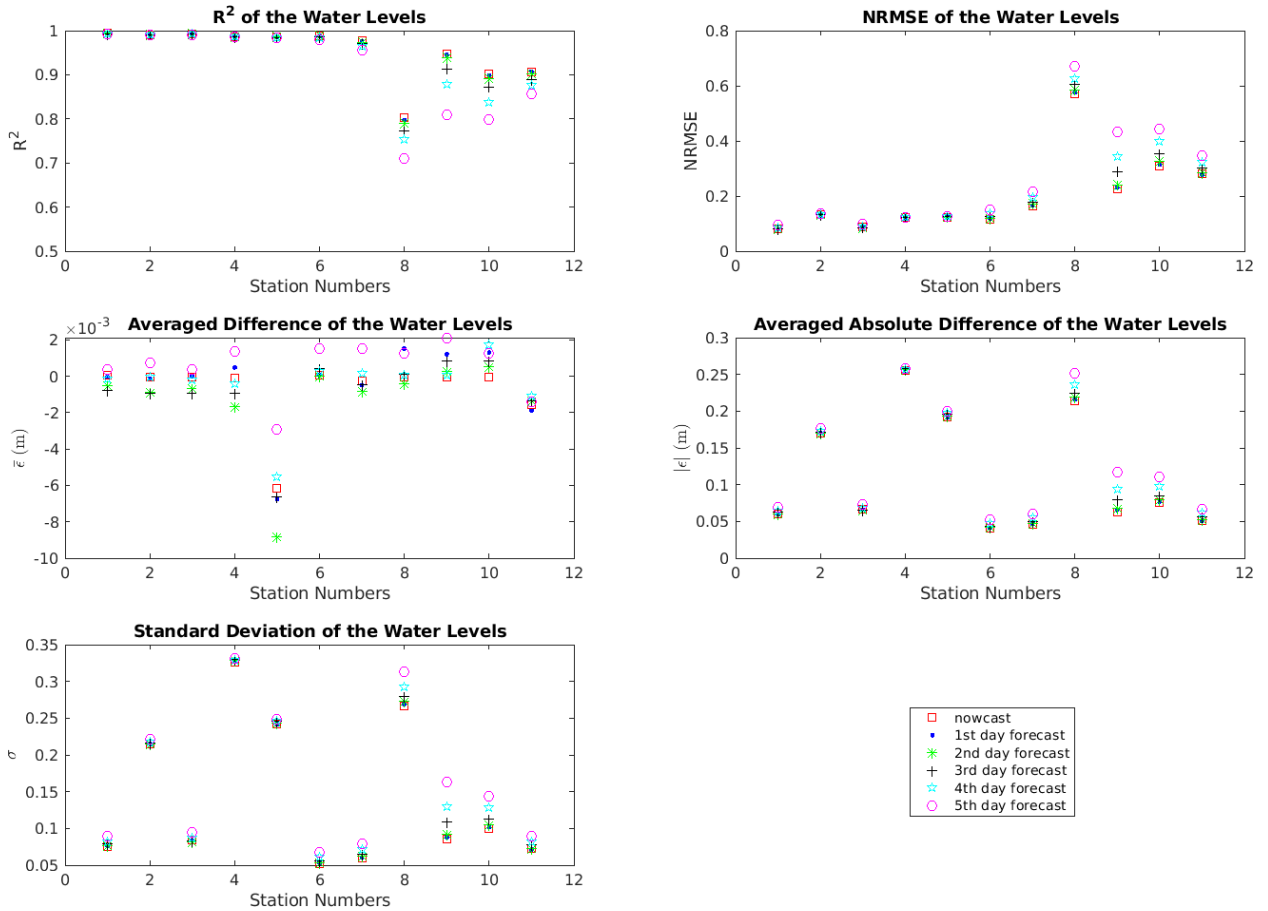 R² of the Water Levels
1
0.9
0.8
0.7
0.6
0.5
R²
0 2 4 6 8 10 12
Station Numbers
NRMSE of the Water Levels
0.8
0.6
0.4
0.2
0
NRMSE
0 2 4 6 8 10 12
Station Numbers
×10⁻³
Averaged Difference of the Water Levels
2
0
-2
-4
-6
-8
-10
ε̄ (m)
0 2 4 6 8 10 12
Station Numbers
Averaged Absolute Difference of the Water Levels
0.3
0.25
0.2
0.15
0.1
0.05
0
|ε| (m)
0 2 4 6 8 10 12
Station Numbers
Standard Deviation of the Water Levels
0.35
0.3
0.25
0.2
0.15
0.1
0.05
σ
0 2 4 6 8 10 12
Station Numbers
nowcast
1st day forecast
2nd day forecast
3rd day forecast
4th day forecast
5th day forecast